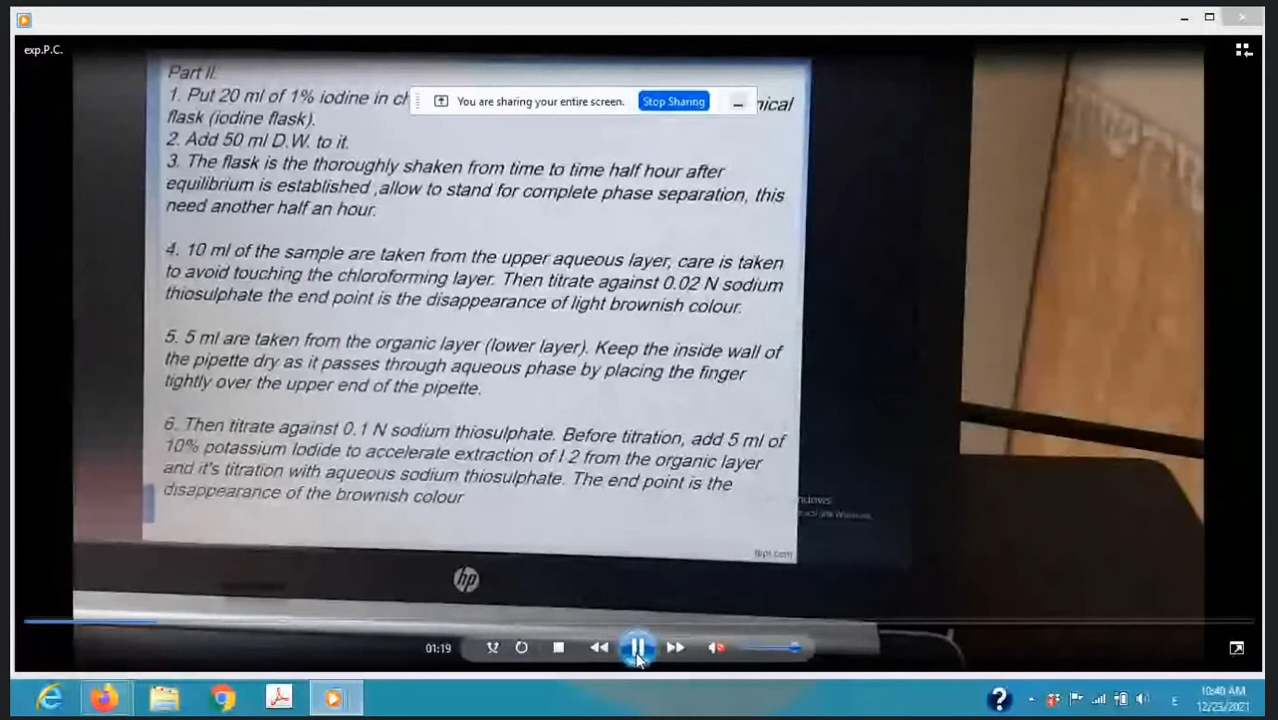 exp.P.C.
Part II.
1. Put 20 ml of 1% iodine in ch
You are sharing your entire screen. Stop Sharing
nical
flask (iodine flask).
2. Add 50 ml D.W. to it.
3. The flask is the thoroughly shaken from time to time half hour after
equilibrium is established ,allow to stand for complete phase separation, this
need another half an hour.
4. 10 ml of the sample are taken from the upper aqueous layer, care is taken
to avoid touching the chloroforming layer. Then titrate against 0.02 N sodium
thiosulphate the end point is the disappearance of light brownish colour.
5. 5 ml are taken from the organic layer (lower layer). Keep the inside wall of
the pipette dry as it passes through aqueous phase by placing the finger
tightly over the upper end of the pipette.
6. Then titrate against 0.1 N sodium thiosulphate. Before titration, add 5 ml of
10% potassium Iodide to accelerate extraction of I 2 from the organic layer
and it's titration with aqueous sodium thiosulphate. The end point is the
disappearance of the brownish colour
hp
01:19
10:40 AM
12/23/2021